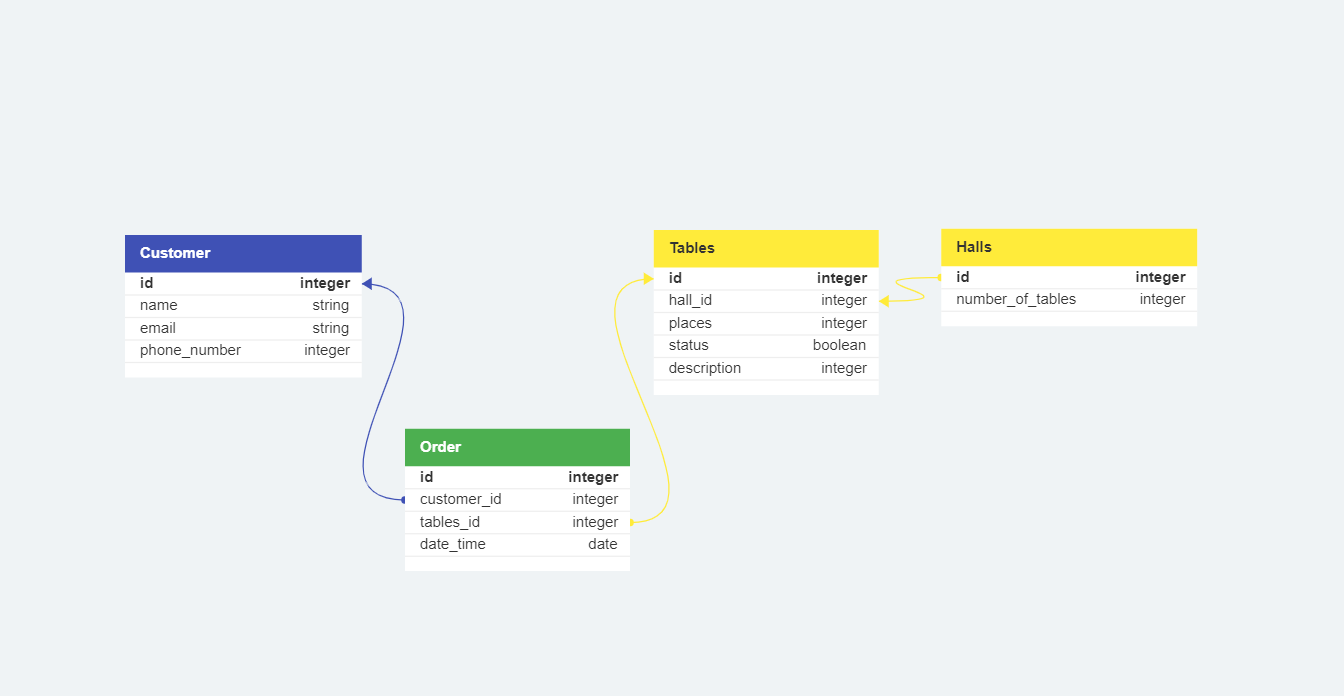 Customer
id integer
name string
email string
phone_number integer
Order
id integer
customer_id integer
tables_id integer
date_time date
Tables
id integer
hall_id integer
places integer
status boolean
description integer
Halls
id integer
number_of_tables integer